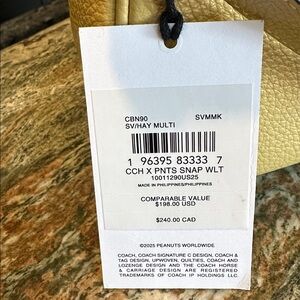 CBN90 SVMMK
SV/HAY MULTI
1 96395 83333 7
CCH X PNTS SNAP WLT
10011290US25
MADE IN PHILIPPINES/PHILIPPINES
COMPARABLE VALUE
$198.00 USD
$240.00 CAD
©2025 PEANUTS WORLDWIDE
COACH, COACH SIGNATURE C DESIGN, COACH &
TAG DESIGN, UPWOVEN, QUILTIES, COACH AND
LOZENGE DESIGN AND THE COACH HORSE
& CARRIAGE DESIGN ARE REGISTERED
TRADEMARKS OF COACH IP HOLDINGS LLC.